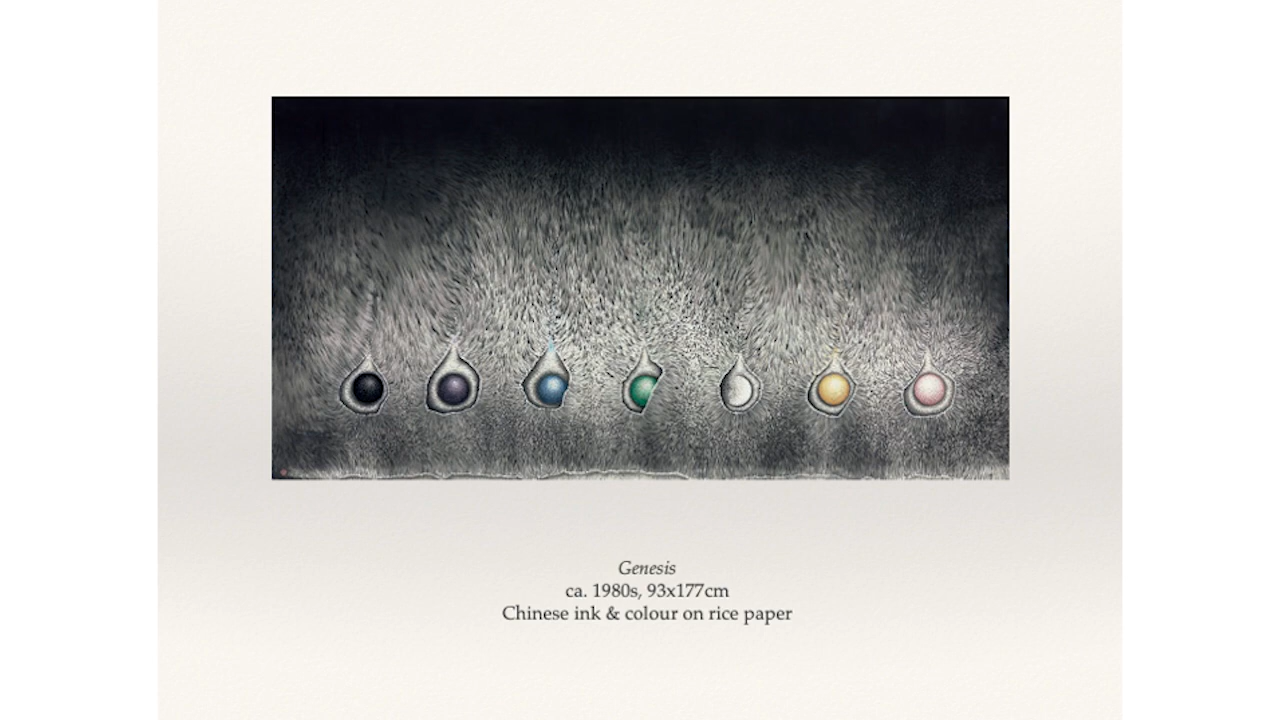 Genesis
ca. 1980s, 93x177cm
Chinese ink & colour on rice paper